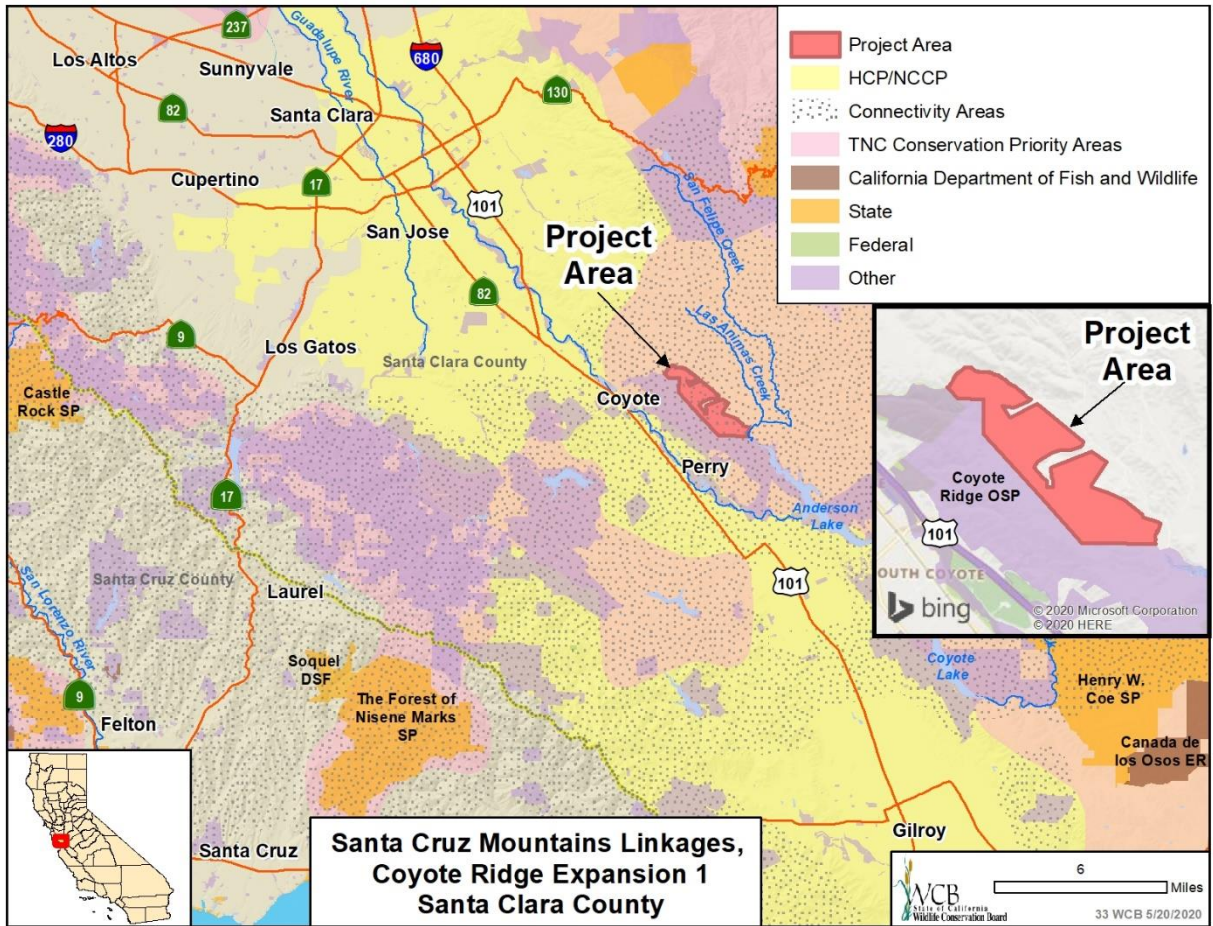 237
Los Altos
Sunnyvale
Guadalupe River
680
82
Santa Clara
130
280
Cupertino
17
101
San Jose
San Felipe Creek
Project
Area
82
Las Animas Creek
9
Los Gatos
Santa Clara County
Castle
Rock SP
Coyote
Perry
17
Anderson
Lake
Santa Cruz County
San Lorenzo River
Laurel
101
Soquel
DSF
The Forest of
Nisene Marks
SP
9
Felton
Coyote
Lake
Henry W.
Coe SP
Canada de
los Osos ER
Gilroy
Santa Cruz
Project Area
HCP/NCCP
Connectivity Areas
TNC Conservation Priority Areas
California Department of Fish and Wildlife
State
Federal
Other
Project
Area
Coyote
Ridge OSP
101
OUTH COYOTE
bing
© 2020 Microsoft Corporation
© 2020 HERE
Santa Cruz Mountains Linkages,
Coyote Ridge Expansion 1
Santa Clara County
WCB
State of California
Wildlife Conservation Board
6
Miles
33 WCB 5/20/2020